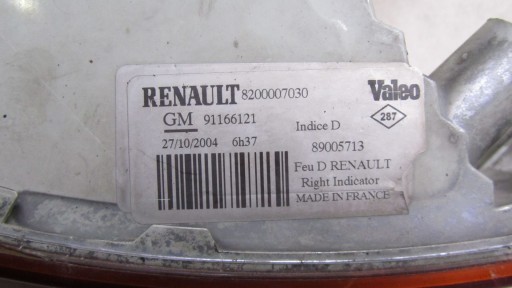 RENAULT 8200007030 Valeo
GM 91166121 Indice D 287
27/10/2004 6h37 89005713
Feu D RENAULT
Right Indicator
MADE IN FRANCE